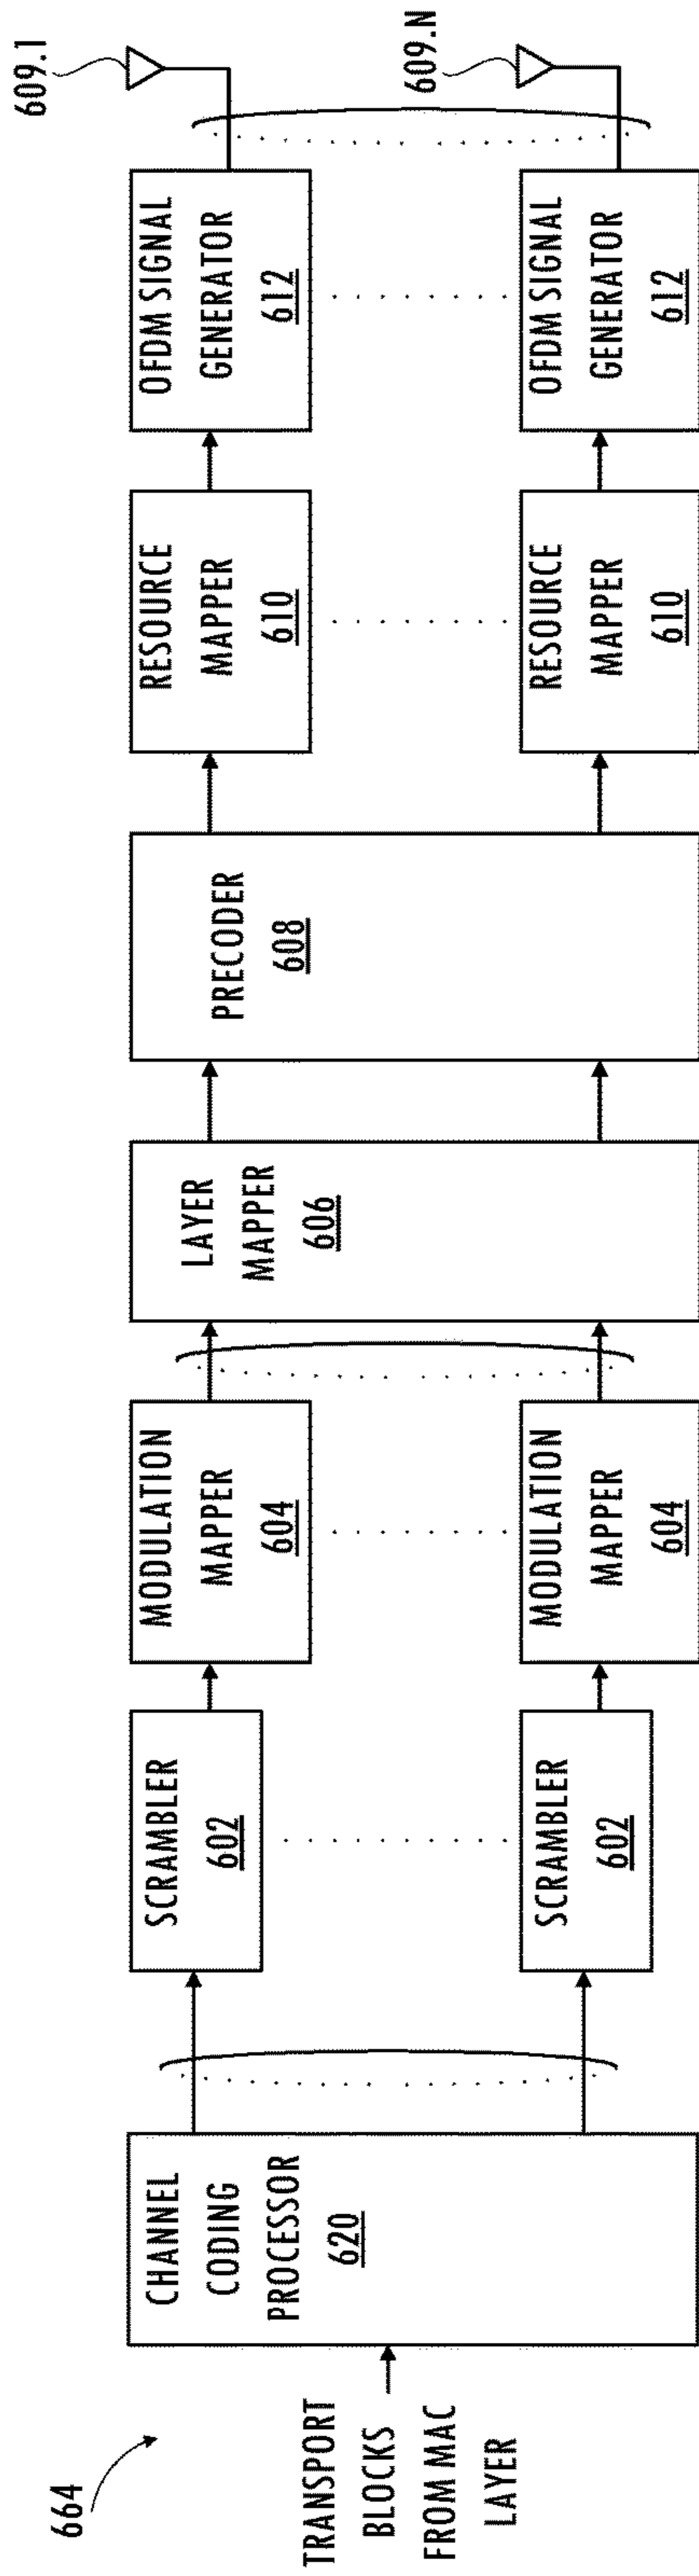 664
TRANSPORT
BLOCKS
FROM MAC
LAYER
CHANNEL
CODING
PROCESSOR
620
SCRAMBLER
602
SCRAMBLER
602
MODULATION
MAPPER
604
MODULATION
MAPPER
604
LAYER
MAPPER
606
PRECODER
608
RESOURCE
MAPPER
610
RESOURCE
MAPPER
610
OFDM SIGNAL
GENERATOR
612
OFDM SIGNAL
GENERATOR
612
609.1
609.N